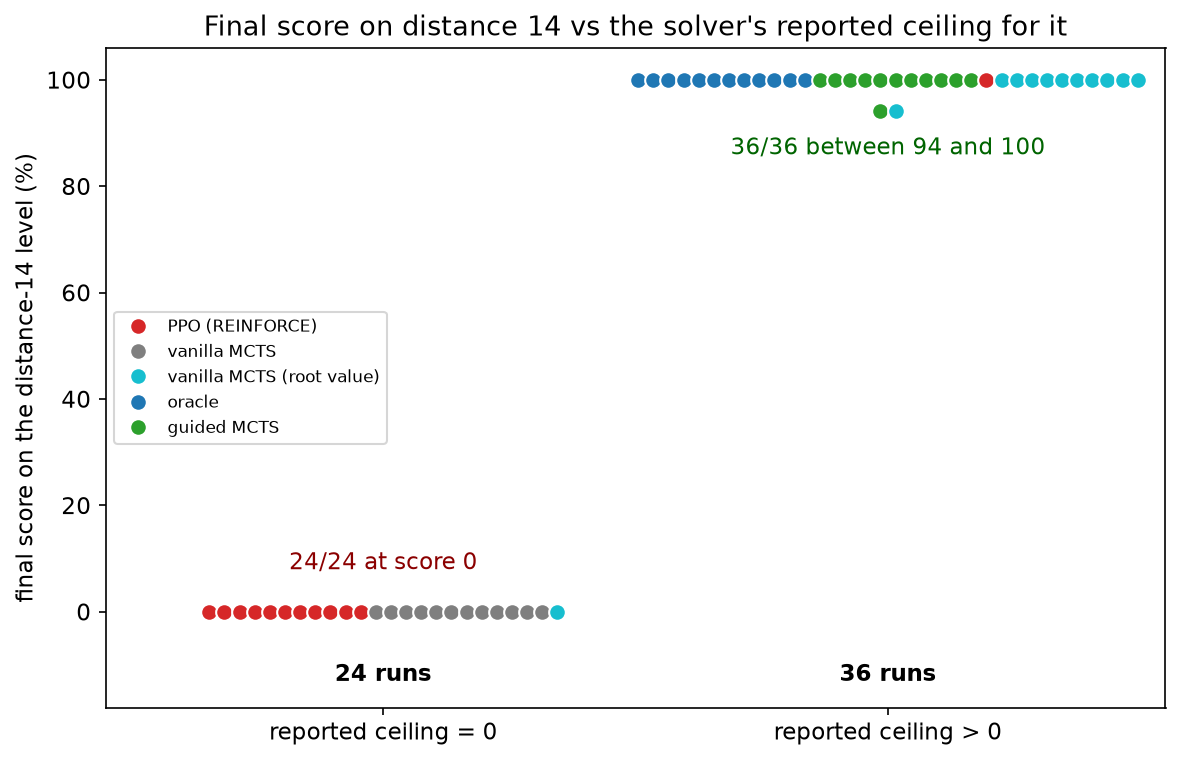 Final score on distance 14 vs the solver's reported ceiling for it
final score on the distance-14 level (%)
100
80
60
40
20
0
36/36 between 94 and 100
PPO (REINFORCE)
vanilla MCTS
vanilla MCTS (root value)
oracle
guided MCTS
24/24 at score 0
24 runs
36 runs
reported ceiling = 0
reported ceiling > 0